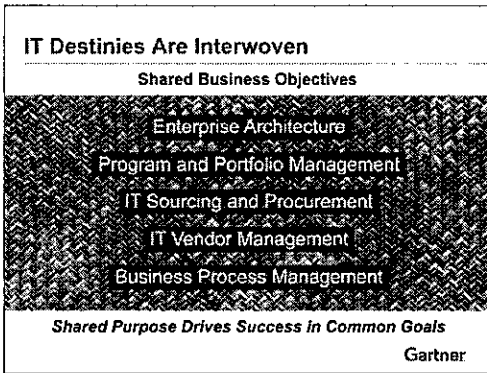 IT Destinies Are Interwoven
Shared Business Objectives
Enterprise Architecture
Program and Portfolio Management
IT Sourcing and Procurement
IT Vendor Management
Business Process Management
Shared Purpose Drives Success in Common Goals
Gartner